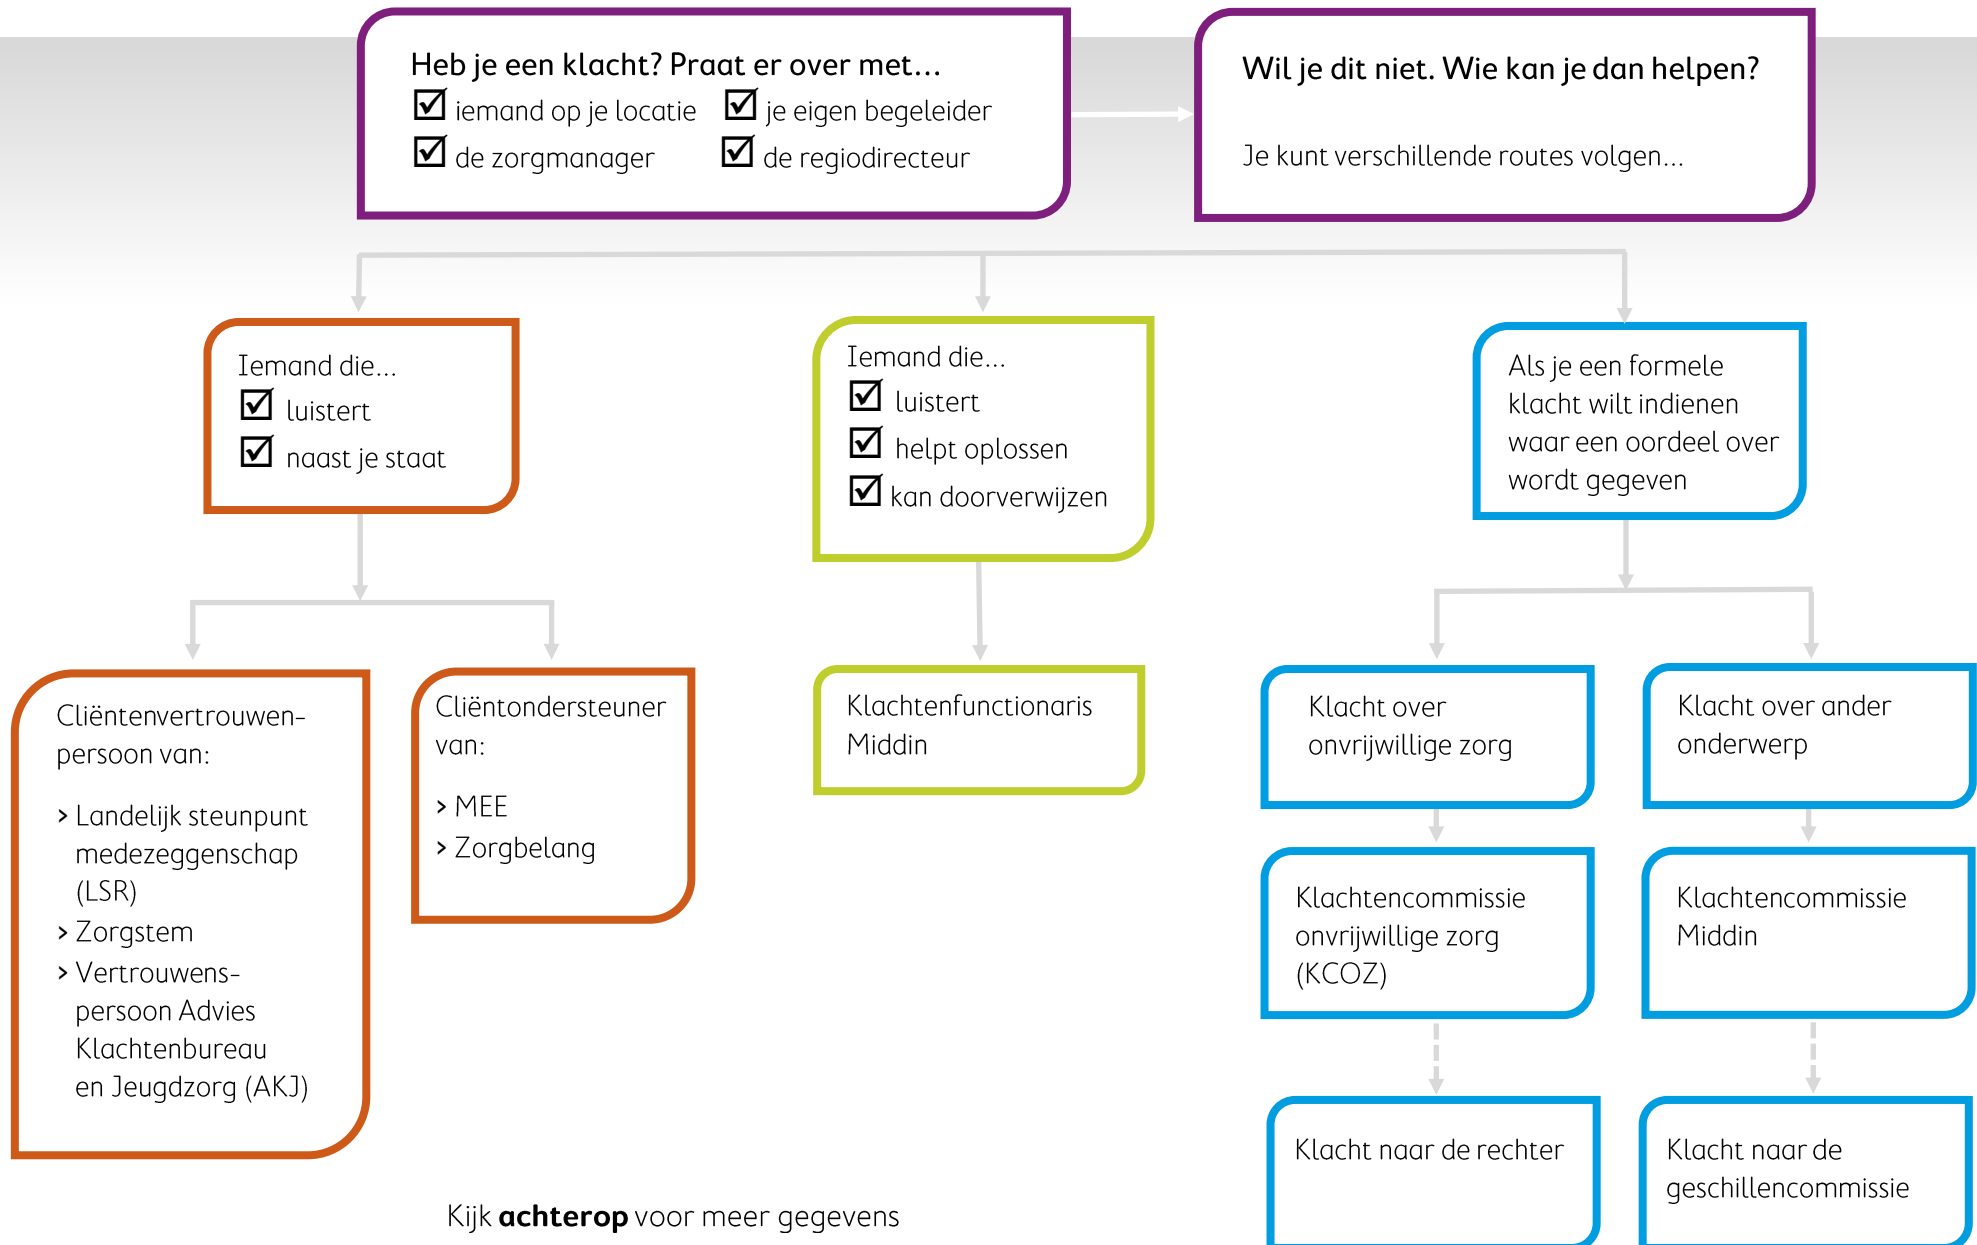 Heb je een klacht? Praat er over met...
iemand op je locatie
je eigen begeleider
de zorgmanager
de regiodirecteur
Wil je dit niet. Wie kan je dan helpen?
Je kunt verschillende routes volgen...
Iemand die...
luistert
naast je staat
Iemand die...
luistert
helpt oplossen
kan doorverwijzen
Als je een formele
klacht wilt indienen
waar een oordeel over
wordt gegeven
Cliëntenvertrouwen-
persoon van:
> Landelijk steunpunt
medezeggenschap
(LSR)
> Zorgstem
> Vertrouwens-
persoon Advies
Klachtenbureau
en Jeugdzorg (AKJ)
Cliëntondersteuner
van:
> MEE
> Zorgbelang
Klachtenfunctionaris
Middin
Klacht over
onvrijwillige zorg
Klachtencommissie
onvrijwillige zorg
(KCOZ)
Klacht naar de rechter
Klacht over ander
onderwerp
Klachtencommissie
Middin
Klacht naar de
geschillencommissie
Kijk achterop voor meer gegevens